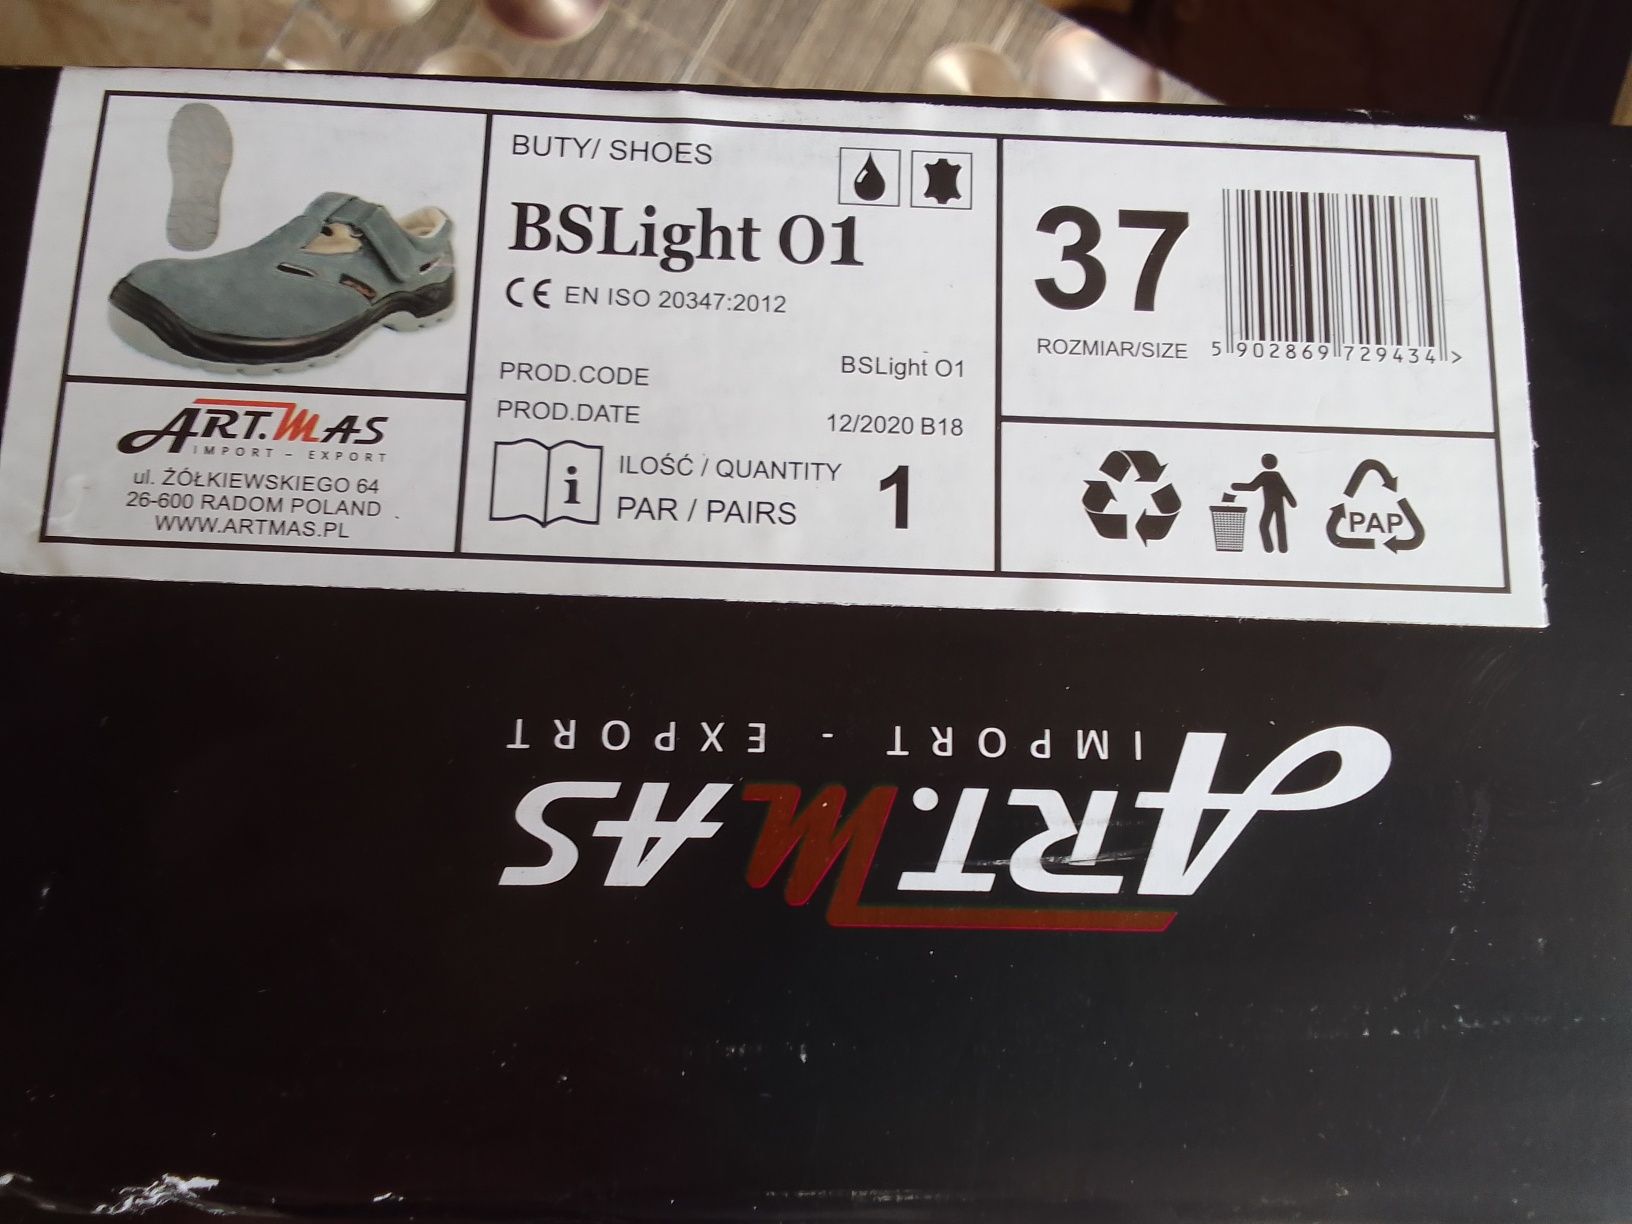 BUTY/ SHOES
BSLight O1
CE EN ISO 20347:2012
PROD.CODE BSLight O1
PROD.DATE 12/2020 B18
i
ILOŚĆ / QUANTITY
PAR / PAIRS 1
ART.MAS
IMPORT - EXPORT
ul. ŻÓŁKIEWSKIEGO 64
26-600 RADOM POLAND
WWW.ARTMAS.PL
37
ROZMIAR/SIZE
5 902869 729434 >
PAP
ART.MAS
IMPORT - EXPORT